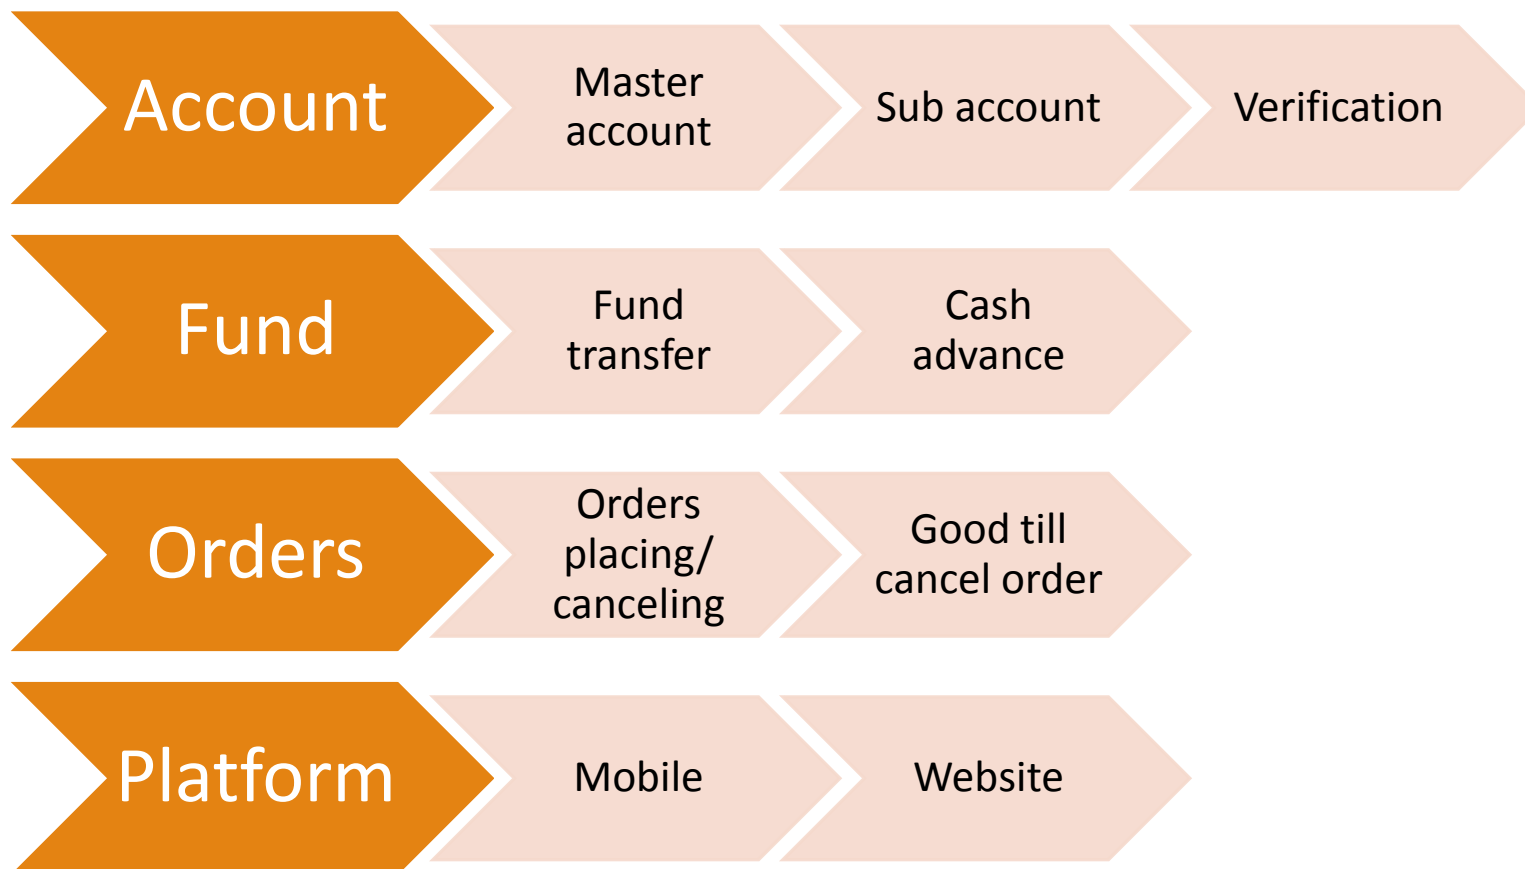 Account
Master
account
Sub account
Verification
Fund
Fund
transfer
Cash
advance
Orders
Orders
placing/
canceling
Good till
cancel order
Platform
Mobile
Website